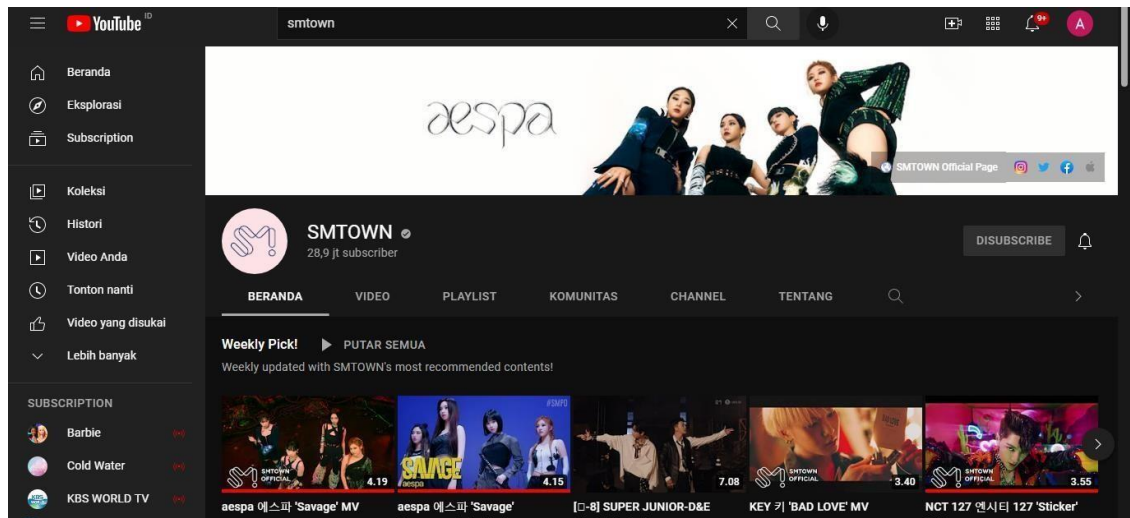 YouTube ID
smtown
9+
A
Beranda
Eksplorasi
Subscription
Koleksi
Histori
Video Anda
Tonton nanti
Video yang disukai
Lebih banyak
SUBSCRIPTION
Barbie
Cold Water
KBS WORLD TV
aespa
SMTOWN Official Page
SM!
SMTOWN
28,9 jt subscriber
DISUBSCRIBE
BERANDA VIDEO PLAYLIST KOMUNITAS CHANNEL TENTANG
Weekly Pick! PUTAR SEMUA
Weekly updated with SMTOWN's most recommended contents!
SMTOWN
OFFICIAL
4.19
aespa 에스파 'Savage' MV
#SMPD
SAVAGE
aespa
4.15
aespa 에스파 'Savage'
7.08
[□-8] SUPER JUNIOR-D&E
SMTOWN
OFFICIAL
3.40
KEY 키 'BAD LOVE' MV
SMTOWN
OFFICIAL
3.55
NCT 127 엔시티 127 'Sticker'